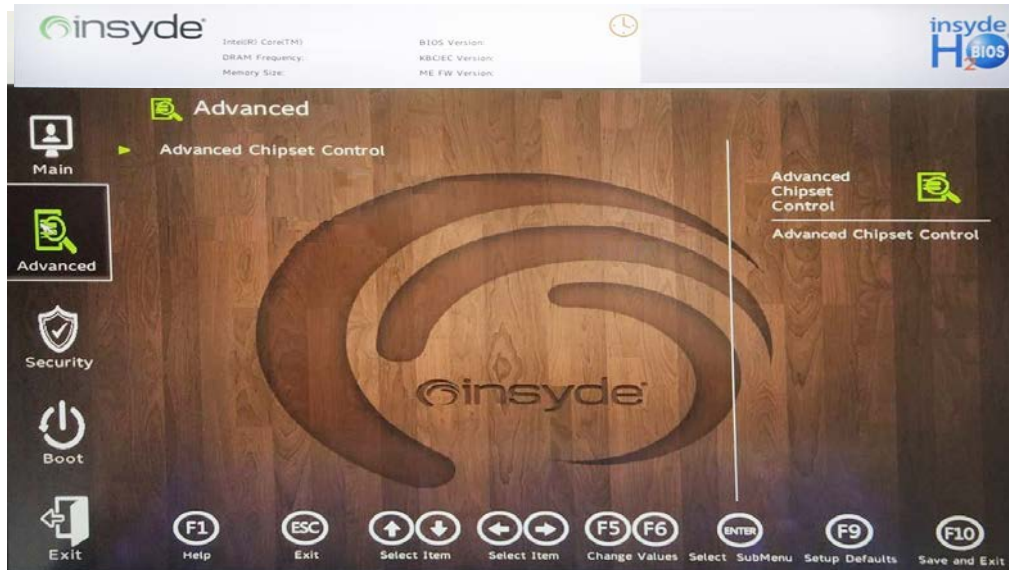 insyde
Intel(R) Core(TM)
DRAM Frequency:
Memory Size:
BIOS Version:
KBC/EC Version:
ME FW Version:
insyde
H2O
BIOS
Advanced
Advanced Chipset Control
Main
Advanced
Security
Boot
Exit
Advanced
Chipset
Control
Advanced Chipset Control
insyde
F1
Help
ESC
Exit
Select Item
Select Item
F5 F6
Change Values
ENTER
Select SubMenu
F9
Setup Defaults
F10
Save and Exit